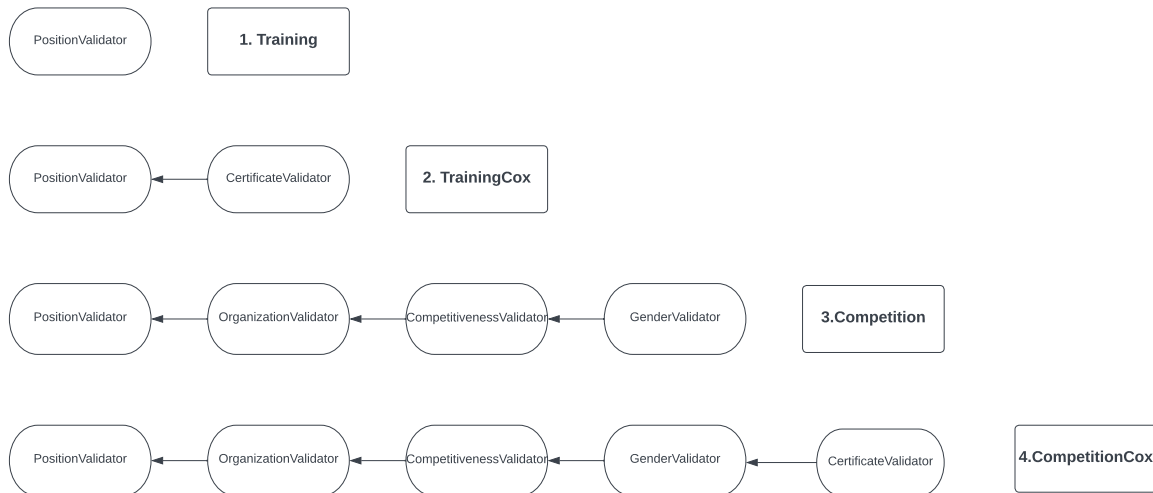 PositionValidator
1. Training
PositionValidator
CertificateValidator
2. TrainingCox
PositionValidator
OrganizationValidator
CompetitivenessValidator
GenderValidator
3.Competition
PositionValidator
OrganizationValidator
CompetitivenessValidator
GenderValidator
CertificateValidator
4.CompetitionCox